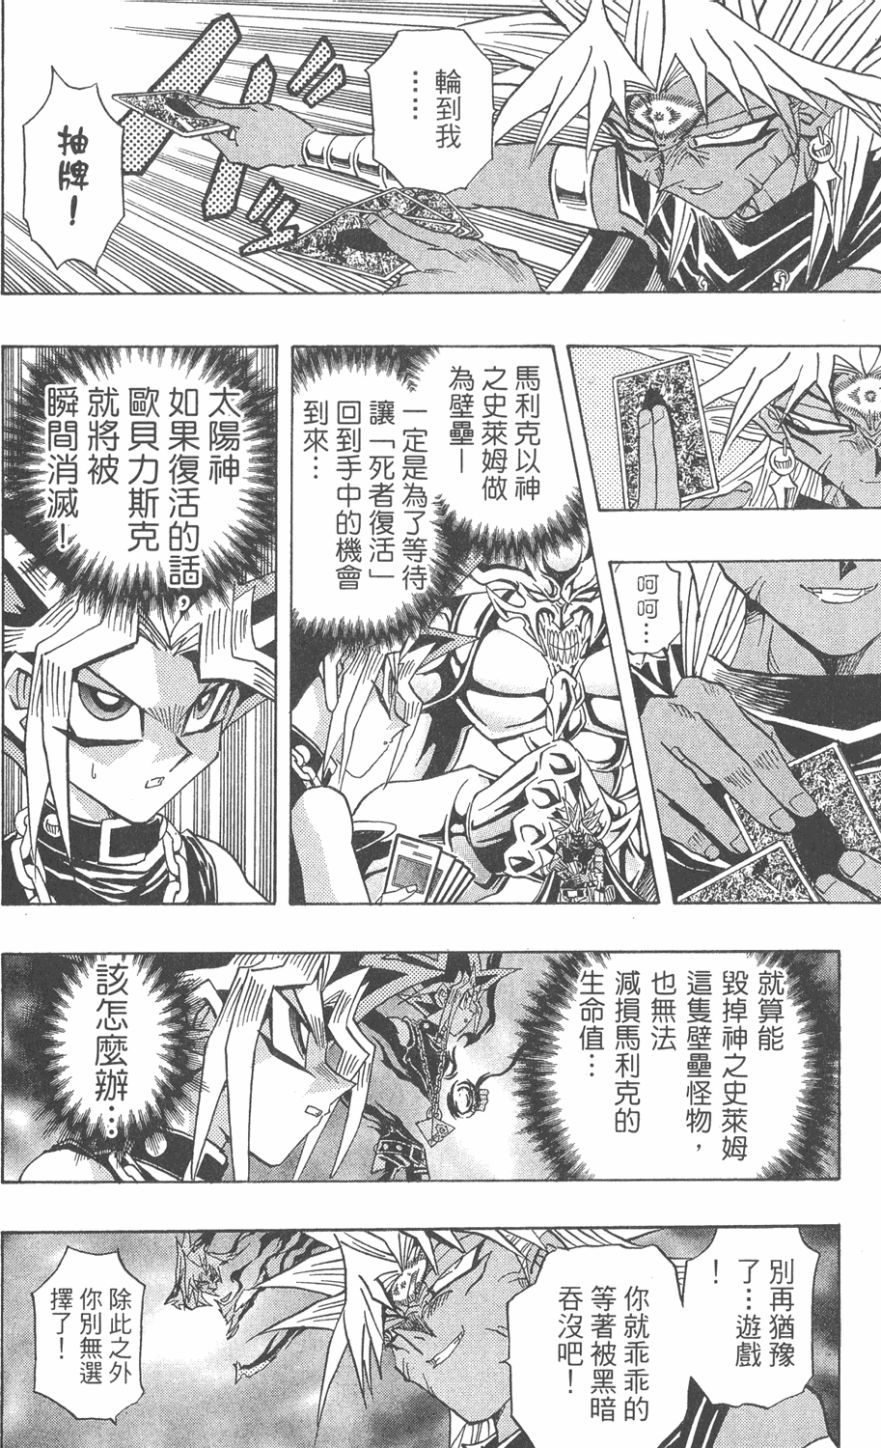 輪到我
……
抽牌！
呵呵…
馬利克以神
之史萊姆做
為壁壘—
一定是為了等待
讓「死者復活」
回到手中的機會
到來…
太陽神
如果復活的話，
歐貝力斯克
就將被
瞬間消滅！
就算能
毀掉神之史萊姆
這隻壁壘怪物，
也無法
減損馬利克的
生命值…
該怎麼辦…
別再猶豫
了…遊戲
！
你就乖乖的
等著被黑暗
吞沒吧！
除此之外
你別無選
擇了！